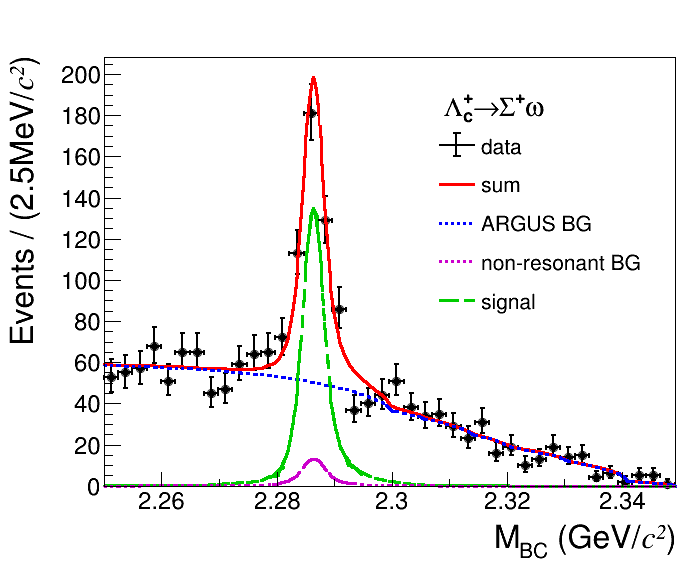 Events / (2.5MeV/c²)
200
180
160
140
120
100
80
60
40
20
0
Λc⁺→Σ⁺ω
data
sum
ARGUS BG
non-resonant BG
signal
2.26 2.28 2.3 2.32 2.34
M_BC (GeV/c²)